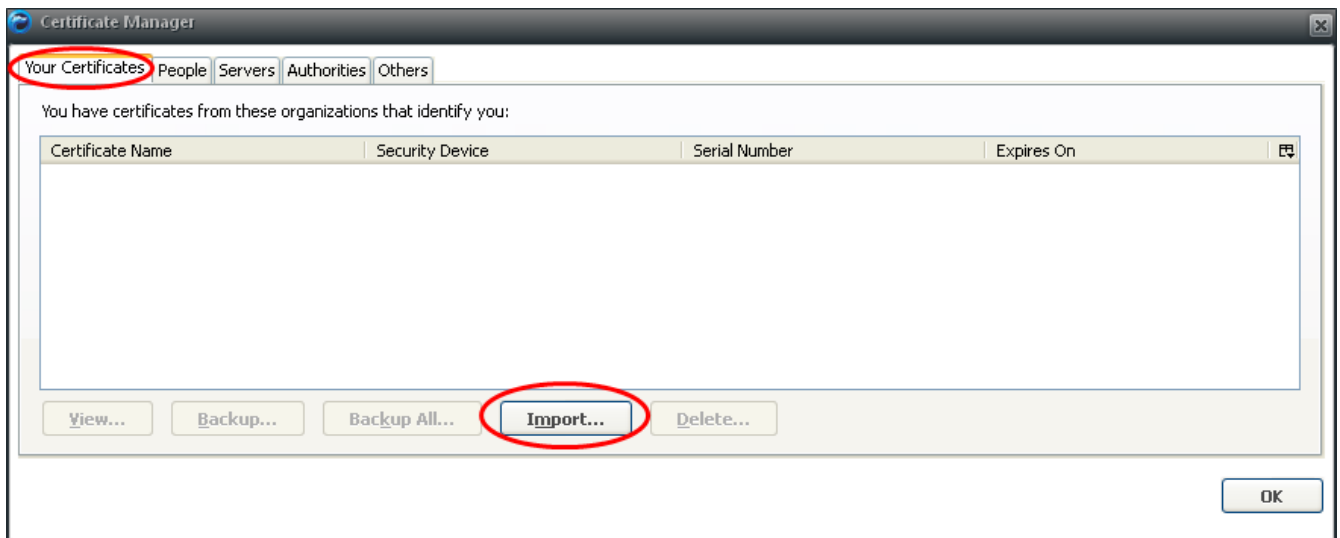 Certificate Manager
Your Certificates People Servers Authorities Others
You have certificates from these organizations that identify you:
Certificate Name Security Device Serial Number Expires On
View... Backup... Backup All... Import... Delete...
OK